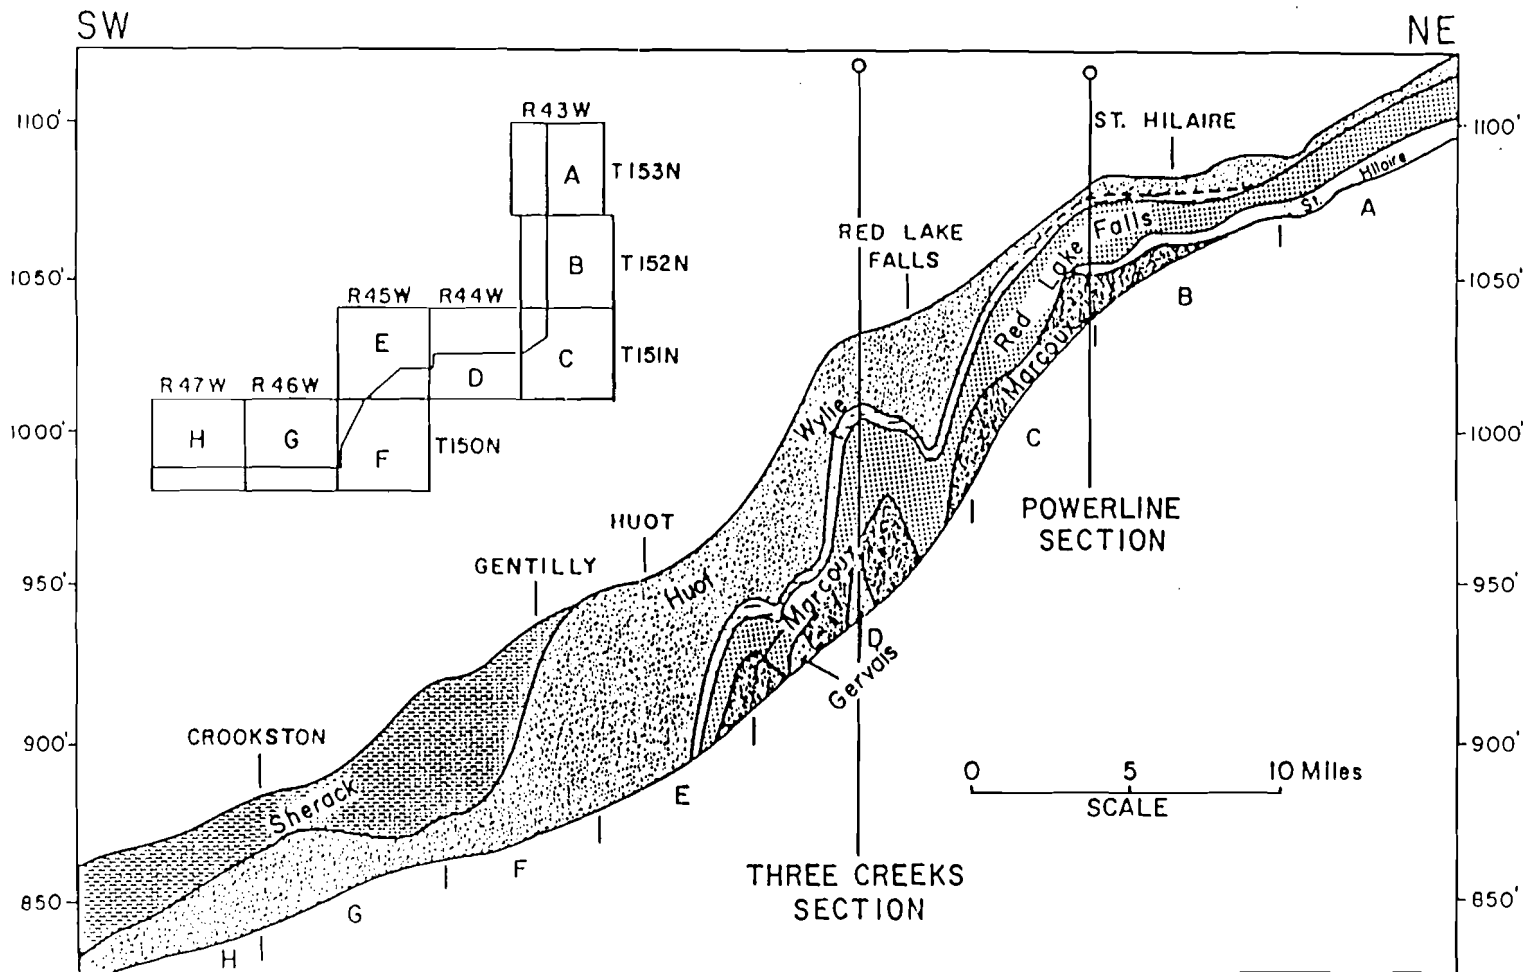 SW
NE
1100'
1050'
1000'
950'
900'
850'
1100'
1050'
1000'
950'
900'
850'
R43W
A
T153N
B
T152N
R45W
R44W
E
D
C
T151N
R47W
R46W
H
G
F
T150N
ST. HILAIRE
RED LAKE
FALLS
HUOT
GENTILLY
CROOKSTON
St. Hilaire
Red Lake Falls
Marcoux
Wylie
Huot
Marcoux
Gervais
Sherack
A
B
C
D
E
F
G
H
POWERLINE
SECTION
THREE CREEKS
SECTION
0 5 10 Miles
SCALE